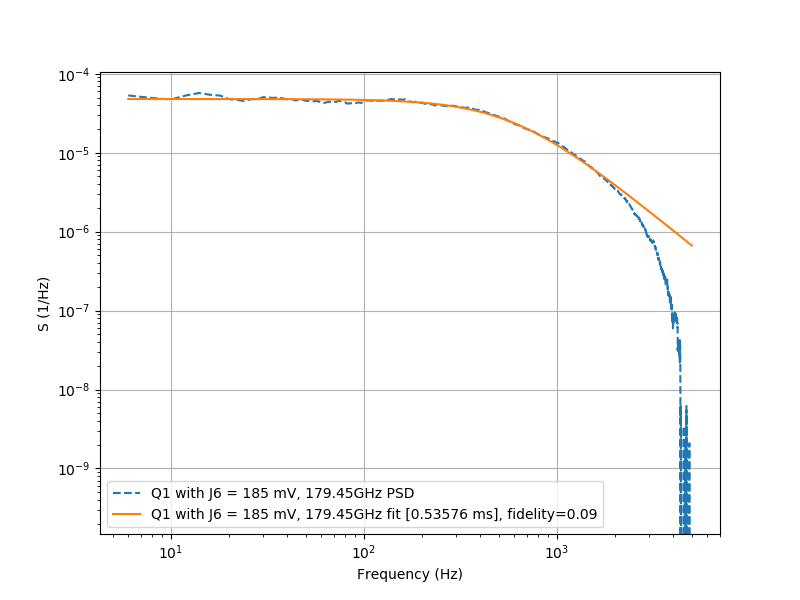 10⁻⁴
10⁻⁵
10⁻⁶
10⁻⁷
10⁻⁸
10⁻⁹
S (1/Hz)
Q1 with J6 = 185 mV, 179.45GHz PSD
Q1 with J6 = 185 mV, 179.45GHz fit [0.53576 ms], fidelity=0.09
10¹ 10² 10³
Frequency (Hz)